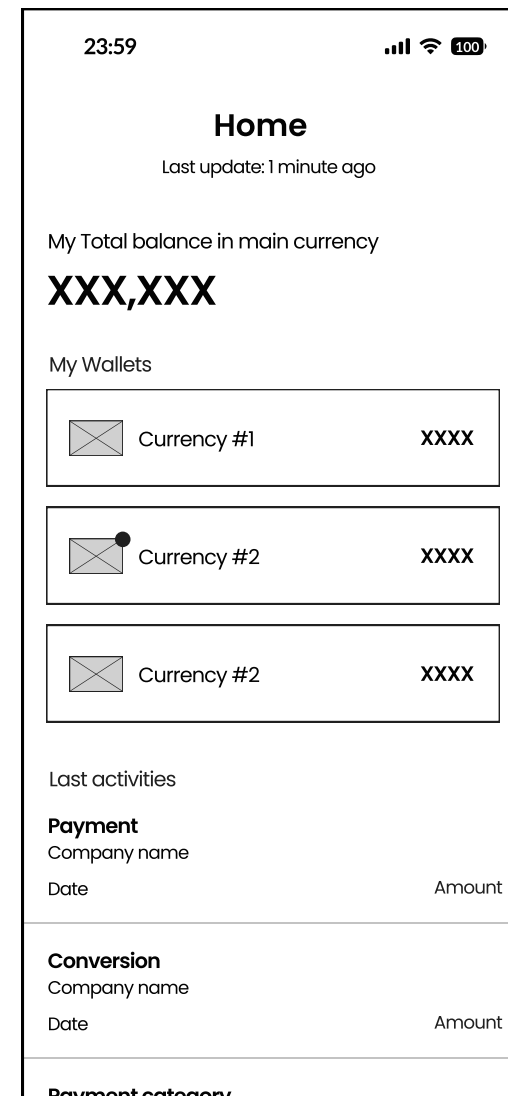 23:59
100
Home
Last update: 1 minute ago
My Total balance in main currency
XXX,XXX
My Wallets
Currency #1 XXXX
Currency #2 XXXX
Currency #2 XXXX
Last activities
Payment
Company name
Date Amount
Conversion
Company name
Date Amount
Payment category